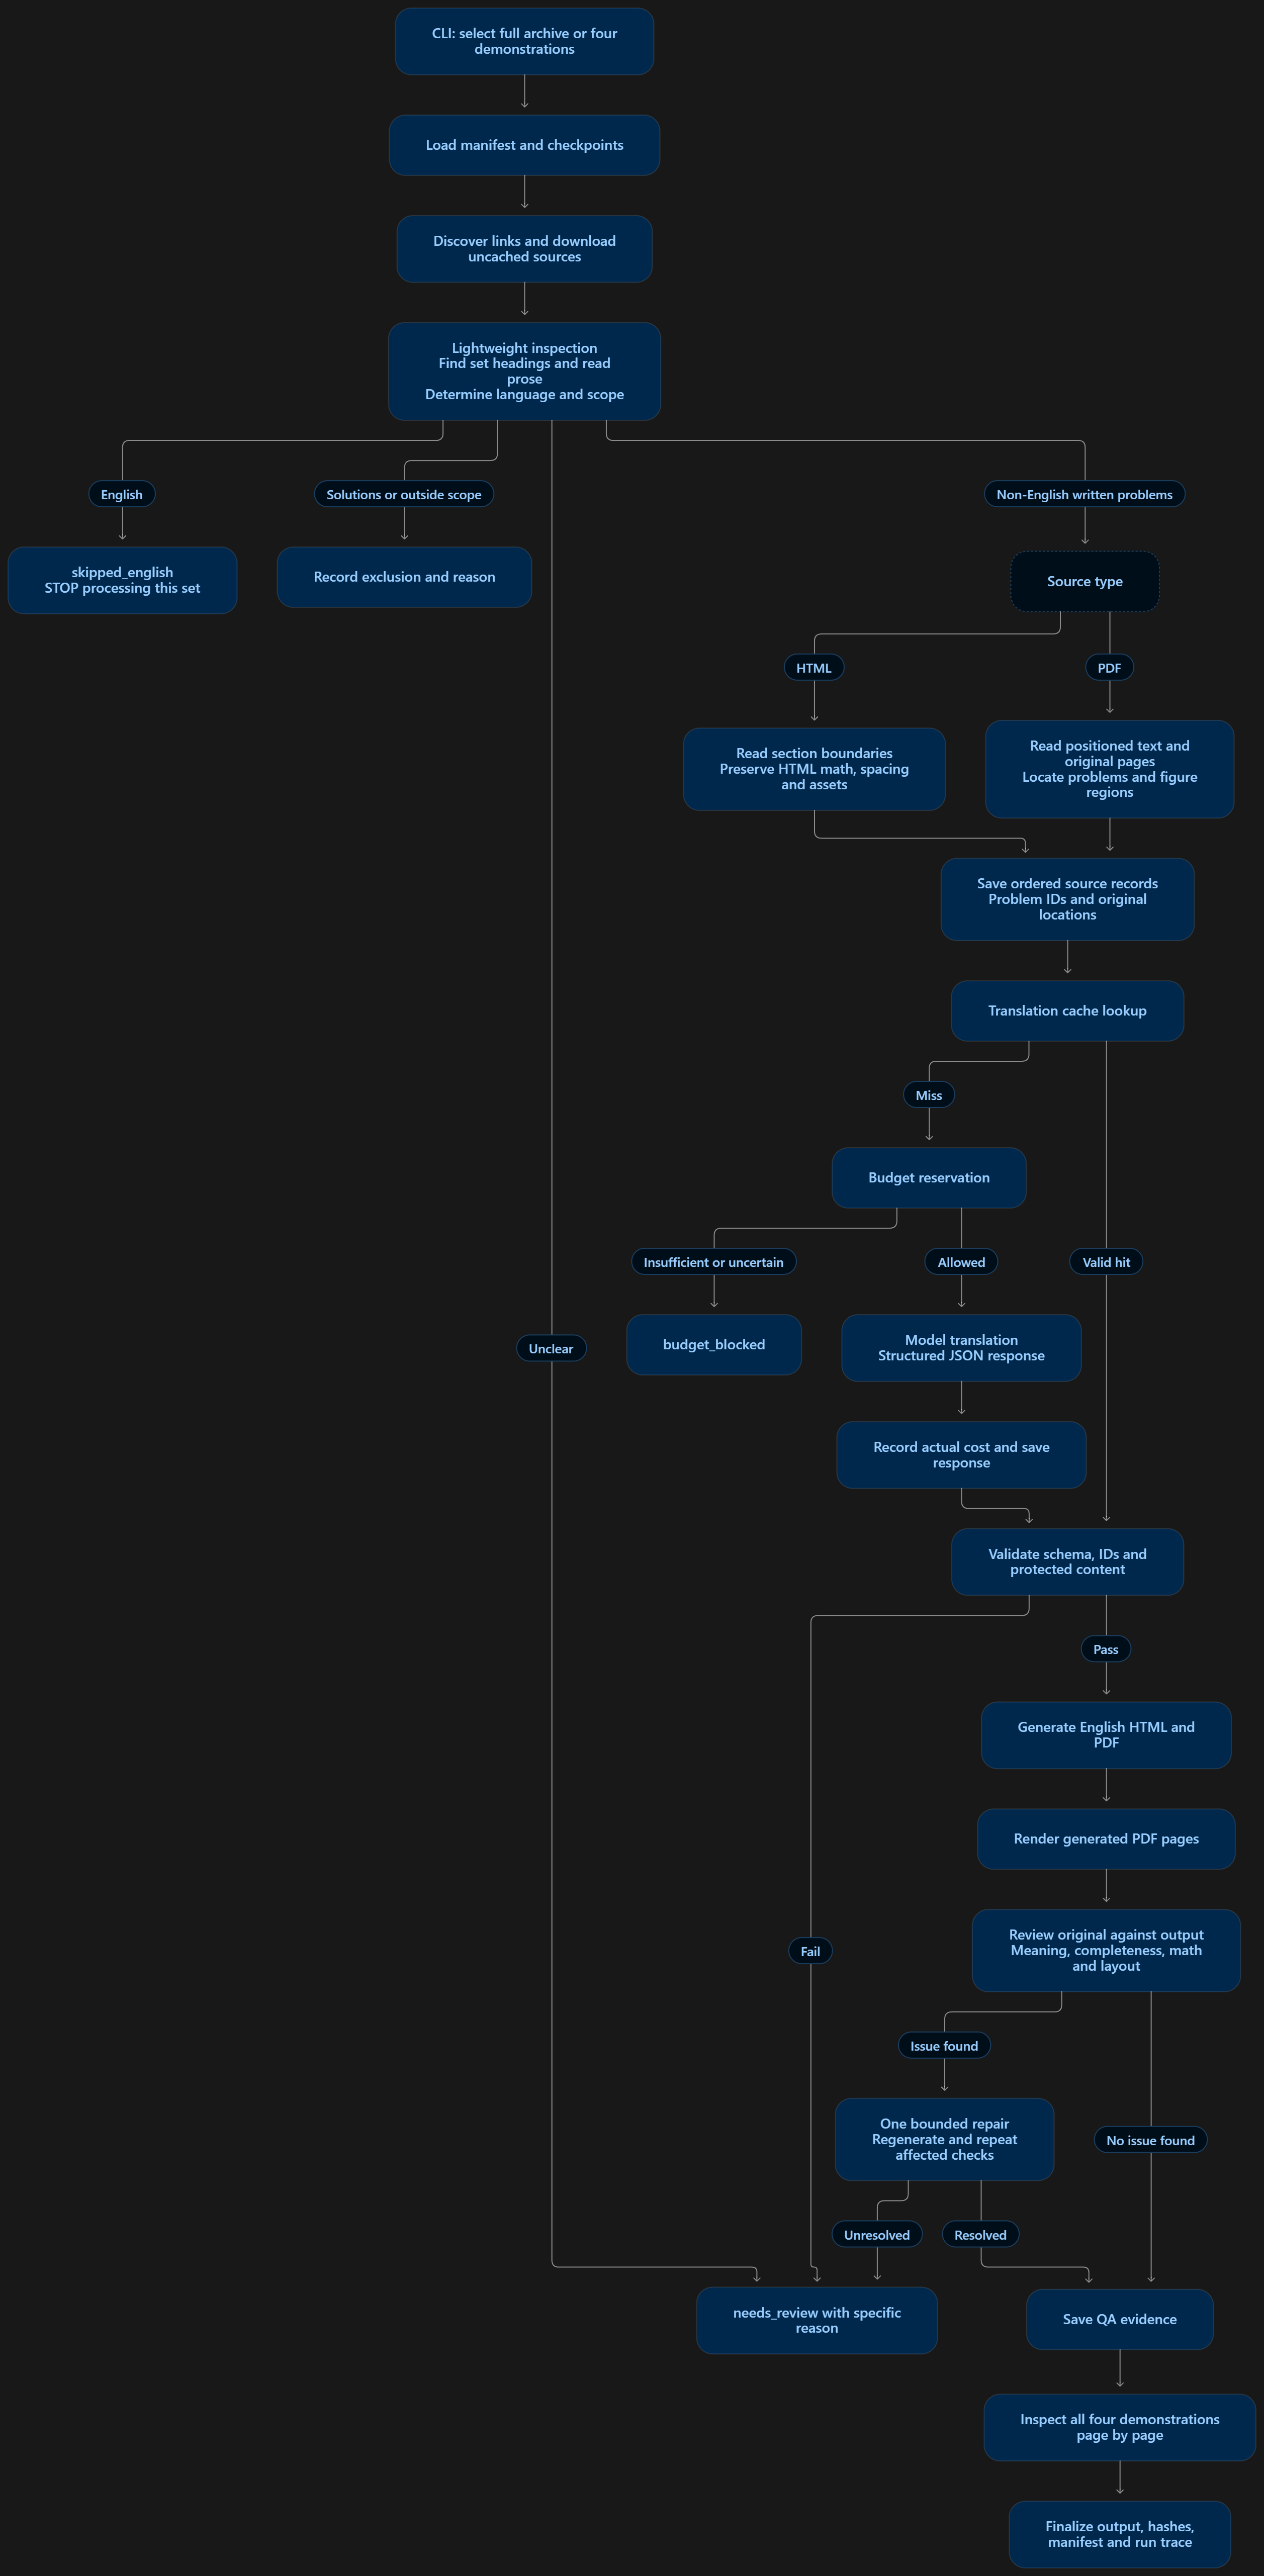 CLI: select full archive or four
demonstrations
Load manifest and checkpoints
Discover links and download
uncached sources
Lightweight inspection
Find set headings and read
prose
Determine language and scope
English
Solutions or outside scope
Non-English written problems
skipped_english
STOP processing this set
Record exclusion and reason
Source type
HTML
PDF
Read section boundaries
Preserve HTML math, spacing
and assets
Read positioned text and
original pages
Locate problems and figure
regions
Save ordered source records
Problem IDs and original
locations
Translation cache lookup
Miss
Budget reservation
Insufficient or uncertain
Allowed
Valid hit
Unclear
budget_blocked
Model translation
Structured JSON response
Record actual cost and save
response
Validate schema, IDs and
protected content
Pass
Generate English HTML and
PDF
Render generated PDF pages
Review original against output
Meaning, completeness, math
and layout
Fail
Issue found
One bounded repair
Regenerate and repeat
affected checks
No issue found
Unresolved
Resolved
needs_review with specific
reason
Save QA evidence
Inspect all four demonstrations
page by page
Finalize output, hashes,
manifest and run trace